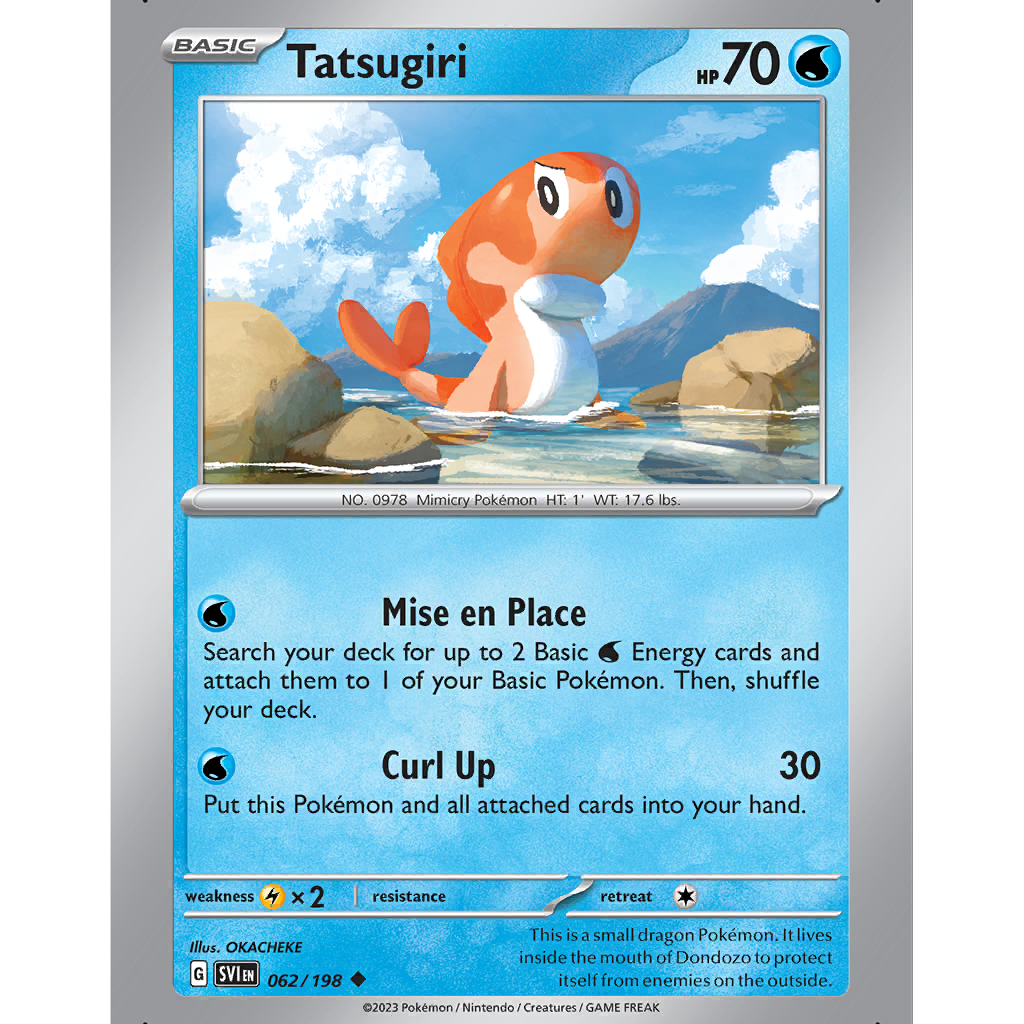 BASIC
Tatsugiri
HP 70
NO. 0978 Mimicry Pokémon HT: 1' WT: 17.6 lbs.
Mise en Place
Search your deck for up to 2 Basic Energy cards and
attach them to 1 of your Basic Pokémon. Then, shuffle
your deck.
Curl Up 30
Put this Pokémon and all attached cards into your hand.
weakness ×2 resistance retreat
Illus. OKACHEKE
This is a small dragon Pokémon. It lives
inside the mouth of Dondozo to protect
itself from enemies on the outside.
G SVI EN 062/198
©2023 Pokémon / Nintendo / Creatures / GAME FREAK